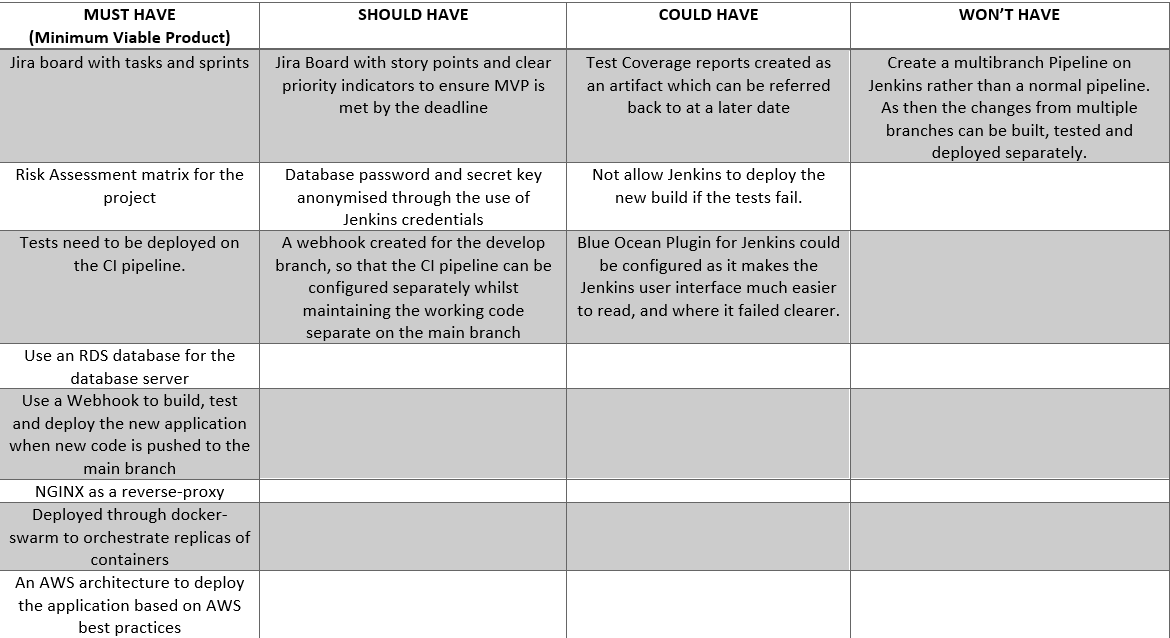 MUST HAVE
(Minimum Viable Product)
SHOULD HAVE
COULD HAVE
WON’T HAVE
Jira board with tasks and sprints
Jira Board with story points and clear
priority indicators to ensure MVP is
met by the deadline
Test Coverage reports created as
an artifact which can be referred
back to at a later date
Create a multibranch Pipeline on
Jenkins rather than a normal pipeline.
As then the changes from multiple
branches can be built, tested and
deployed separately.
Risk Assessment matrix for the
project
Database password and secret key
anonymised through the use of
Jenkins credentials
Not allow Jenkins to deploy the
new build if the tests fail.
Tests need to be deployed on
the CI pipeline.
A webhook created for the develop
branch, so that the CI pipeline can be
configured separately whilst
maintaining the working code
separate on the main branch
Blue Ocean Plugin for Jenkins could
be configured as it makes the
Jenkins user interface much easier
to read, and where it failed clearer.
Use an RDS database for the
database server
Use a Webhook to build, test
and deploy the new application
when new code is pushed to the
main branch
NGINX as a reverse-proxy
Deployed through docker-
swarm to orchestrate replicas of
containers
An AWS architecture to deploy
the application based on AWS
best practices